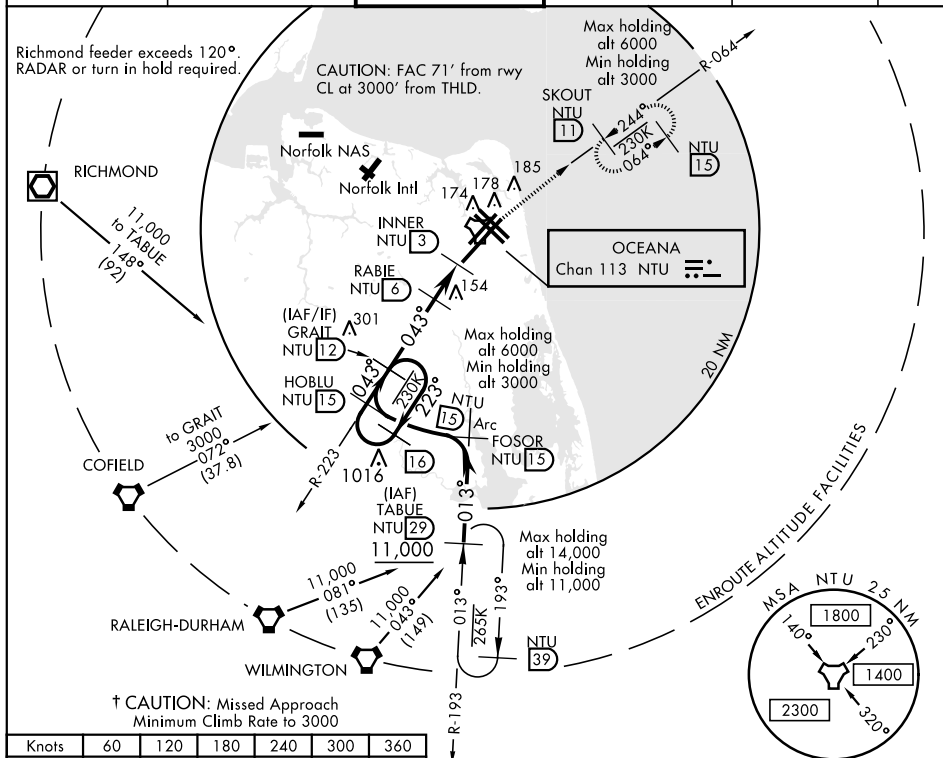 Richmond feeder exceeds 120°.
RADAR or turn in hold required.
CAUTION: FAC 71' from rwy
CL at 3000' from THLD.
Max holding
alt 6000
Min holding
alt 3000
R-064
SKOUT
NTU
11
244°
230K
064°
NTU
15
Norfolk NAS
Norfolk Intl
RICHMOND
11,000
to TABUE
148°
(92)
174
178
185
INNER
NTU 3
OCEANA
Chan 113 NTU
RABIE
NTU 6
154
043°
(IAF/IF)
GRAIT
NTU 12
301
Max holding
alt 6000
Min holding
alt 3000
20 NM
HOBLU
NTU 15
043°
230K
223°
NTU
15
Arc
FOSOR
NTU 15
to GRAIT
3000
072°
(37.8)
COFIELD
R-223
1016
16
(IAF)
TABUE
NTU 29
11,000
013°
Max holding
alt 14,000
Min holding
alt 11,000
ENROUTE ALTITUDE FACILITIES
11,000
081°
(135)
RALEIGH-DURHAM
11,000
043°
(149)
WILMINGTON
013°
265K
193°
NTU
39
R-193
MSA NTU 25 NM
1800
140°
230°
1400
2300
320°
† CAUTION: Missed Approach
Minimum Climb Rate to 3000
Knots 60 120 180 240 300 360